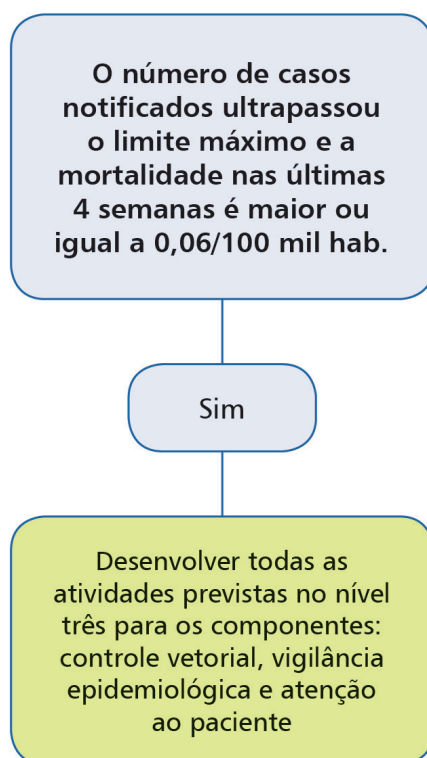 O número de casos
notificados ultrapassou
o limite máximo e a
mortalidade nas últimas
4 semanas é maior ou
igual a 0,06/100 mil hab.
Sim
Desenvolver todas as
atividades previstas no nível
três para os componentes:
controle vetorial, vigilância
epidemiológica e atenção
ao paciente